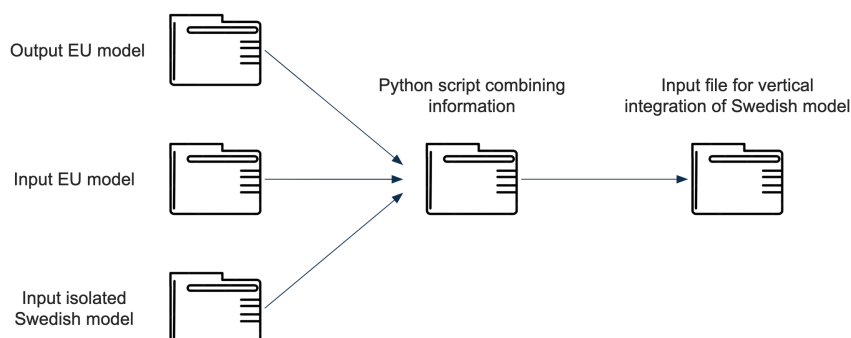 Output EU model
Python script combining
information
Input file for vertical
integration of Swedish model
Input EU model
Input isolated
Swedish model